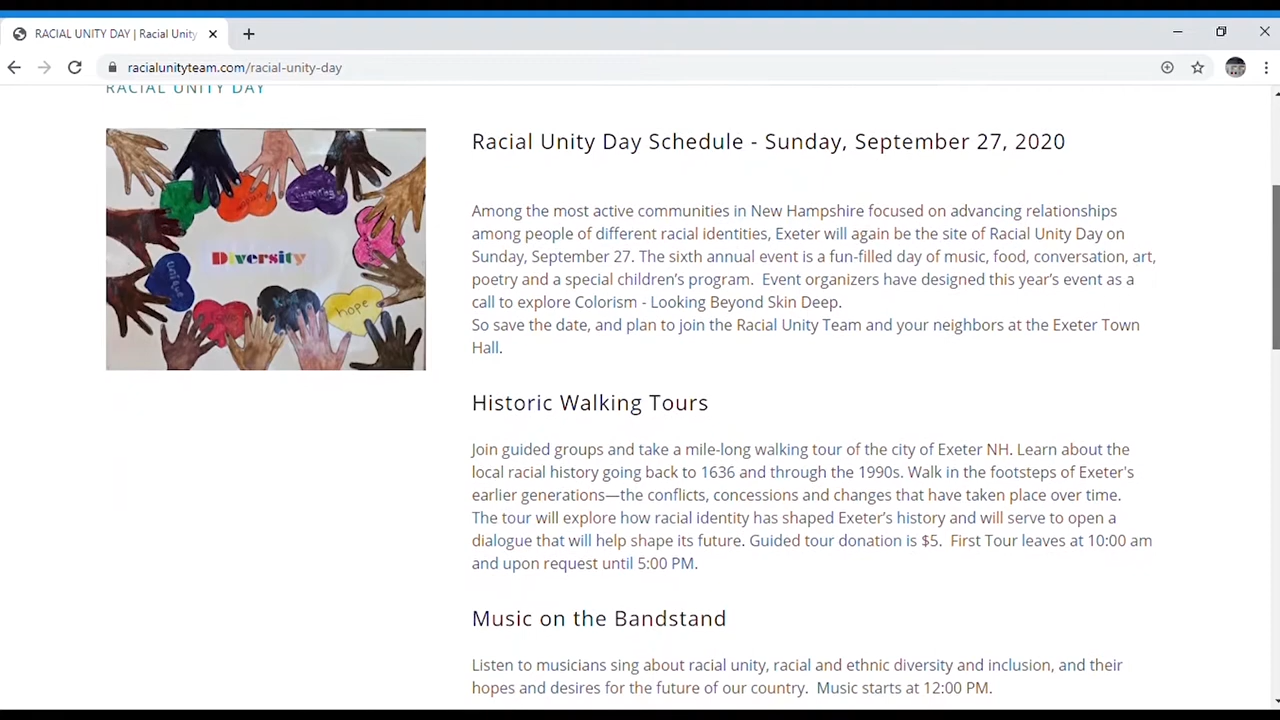 RACIAL UNITY DAY | Racial Unity
racialunityteam.com/racial-unity-day
RACIAL UNITY DAY
Diversity
unique
love
hope
Racial Unity Day Schedule - Sunday, September 27, 2020
Among the most active communities in New Hampshire focused on advancing relationships
among people of different racial identities, Exeter will again be the site of Racial Unity Day on
Sunday, September 27. The sixth annual event is a fun-filled day of music, food, conversation, art,
poetry and a special children's program.  Event organizers have designed this year's event as a
call to explore Colorism - Looking Beyond Skin Deep.
So save the date, and plan to join the Racial Unity Team and your neighbors at the Exeter Town
Hall.
Historic Walking Tours
Join guided groups and take a mile-long walking tour of the city of Exeter NH. Learn about the
local racial history going back to 1636 and through the 1990s. Walk in the footsteps of Exeter's
earlier generations—the conflicts, concessions and changes that have taken place over time.
The tour will explore how racial identity has shaped Exeter’s history and will serve to open a
dialogue that will help shape its future. Guided tour donation is $5.  First Tour leaves at 10:00 am
and upon request until 5:00 PM.
Music on the Bandstand
Listen to musicians sing about racial unity, racial and ethnic diversity and inclusion, and their
hopes and desires for the future of our country.  Music starts at 12:00 PM.